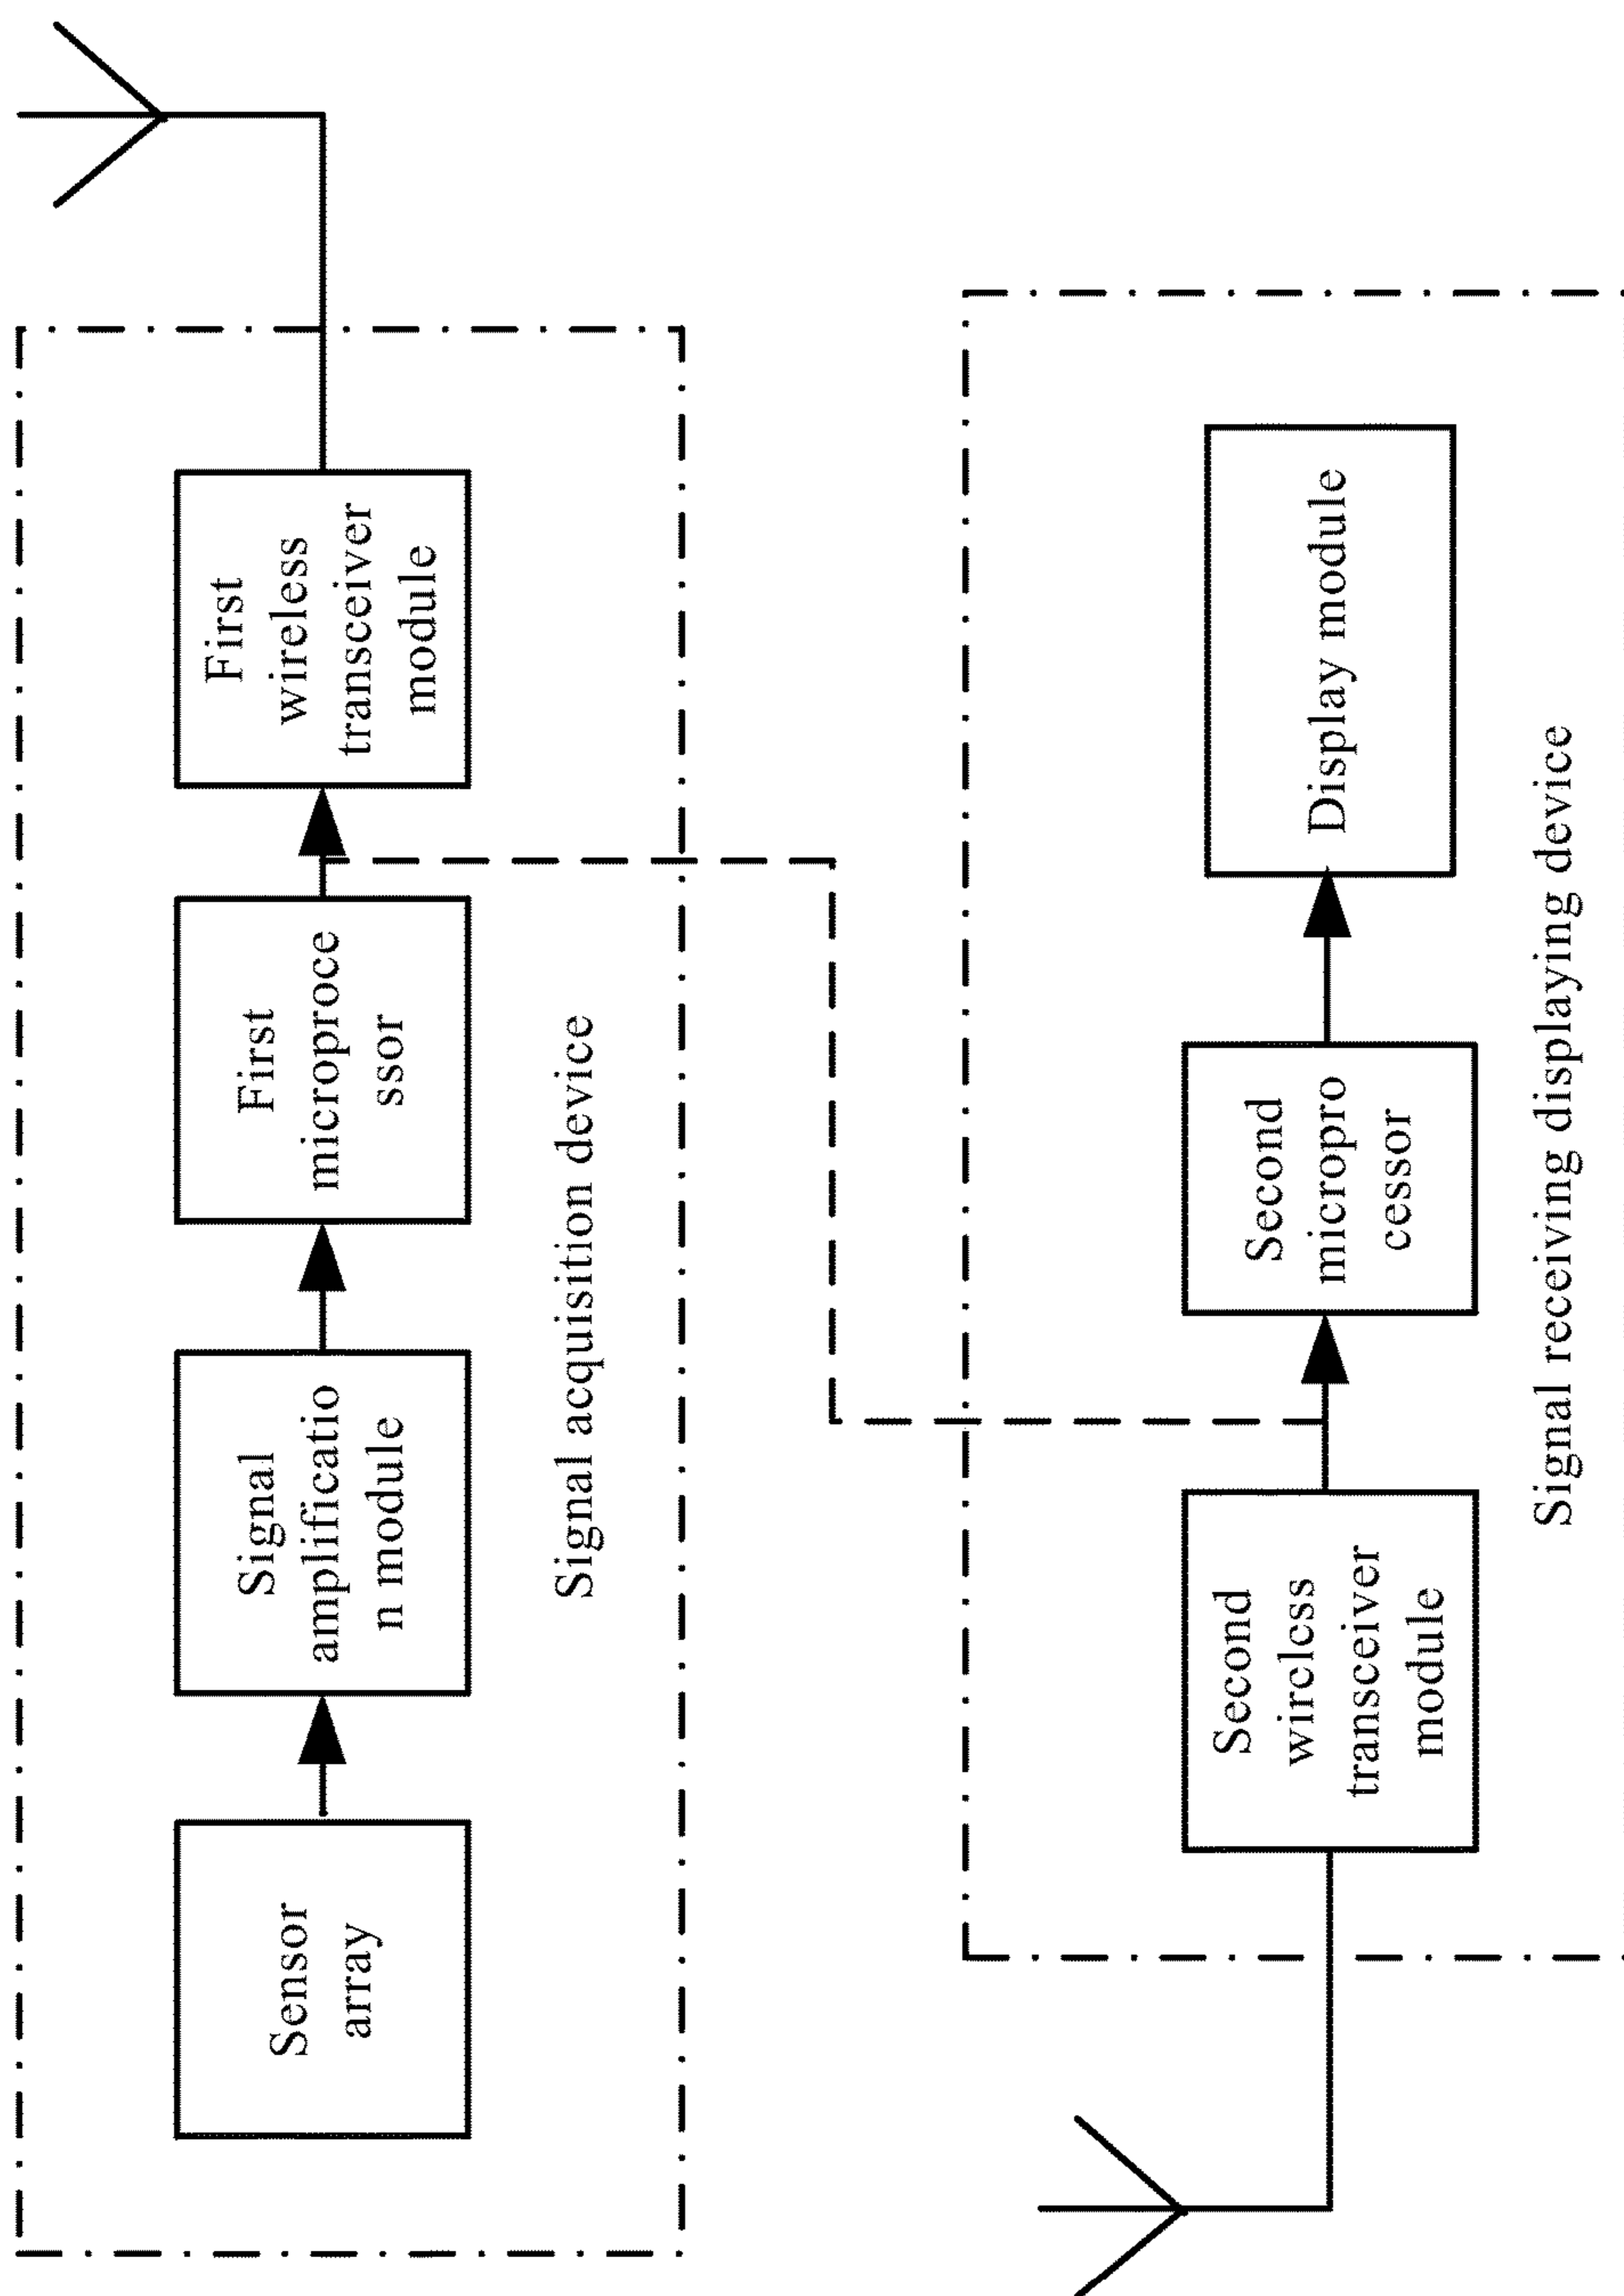 Sensor
array
Signal
amplificatio
n module
First
microproce
ssor
First
wireless
transceiver
module
Signal acquisition device
Second
wireless
transceiver
module
Second
micropro
cessor
Display module
Signal receiving displaying device